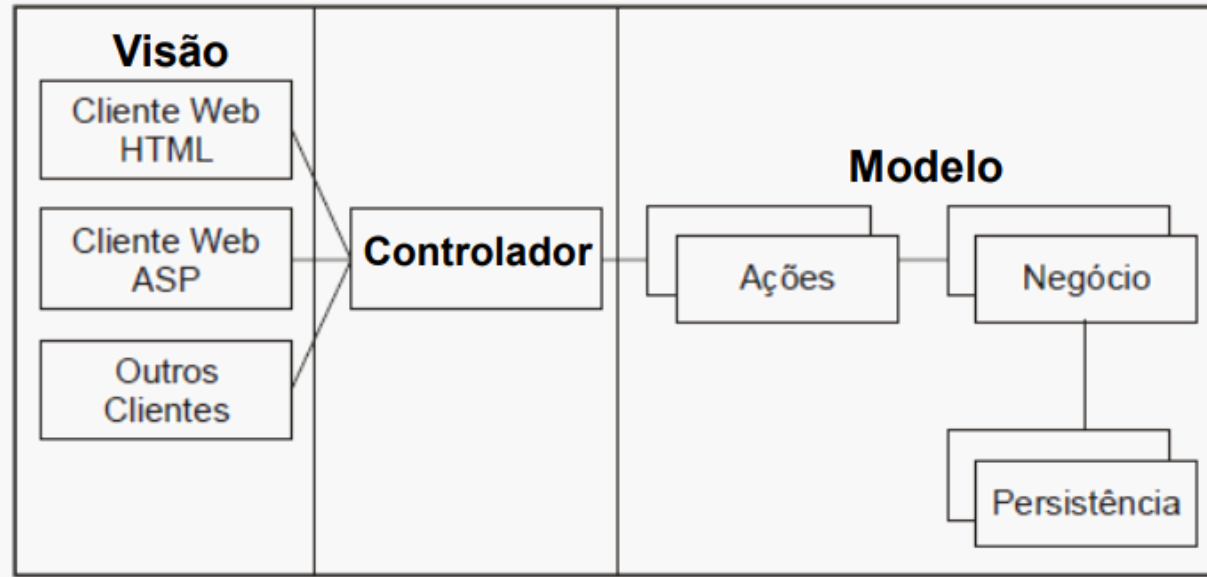 Visão
Cliente Web
HTML
Cliente Web
ASP
Outros
Clientes
Controlador
Modelo
Ações
Negócio
Persistência